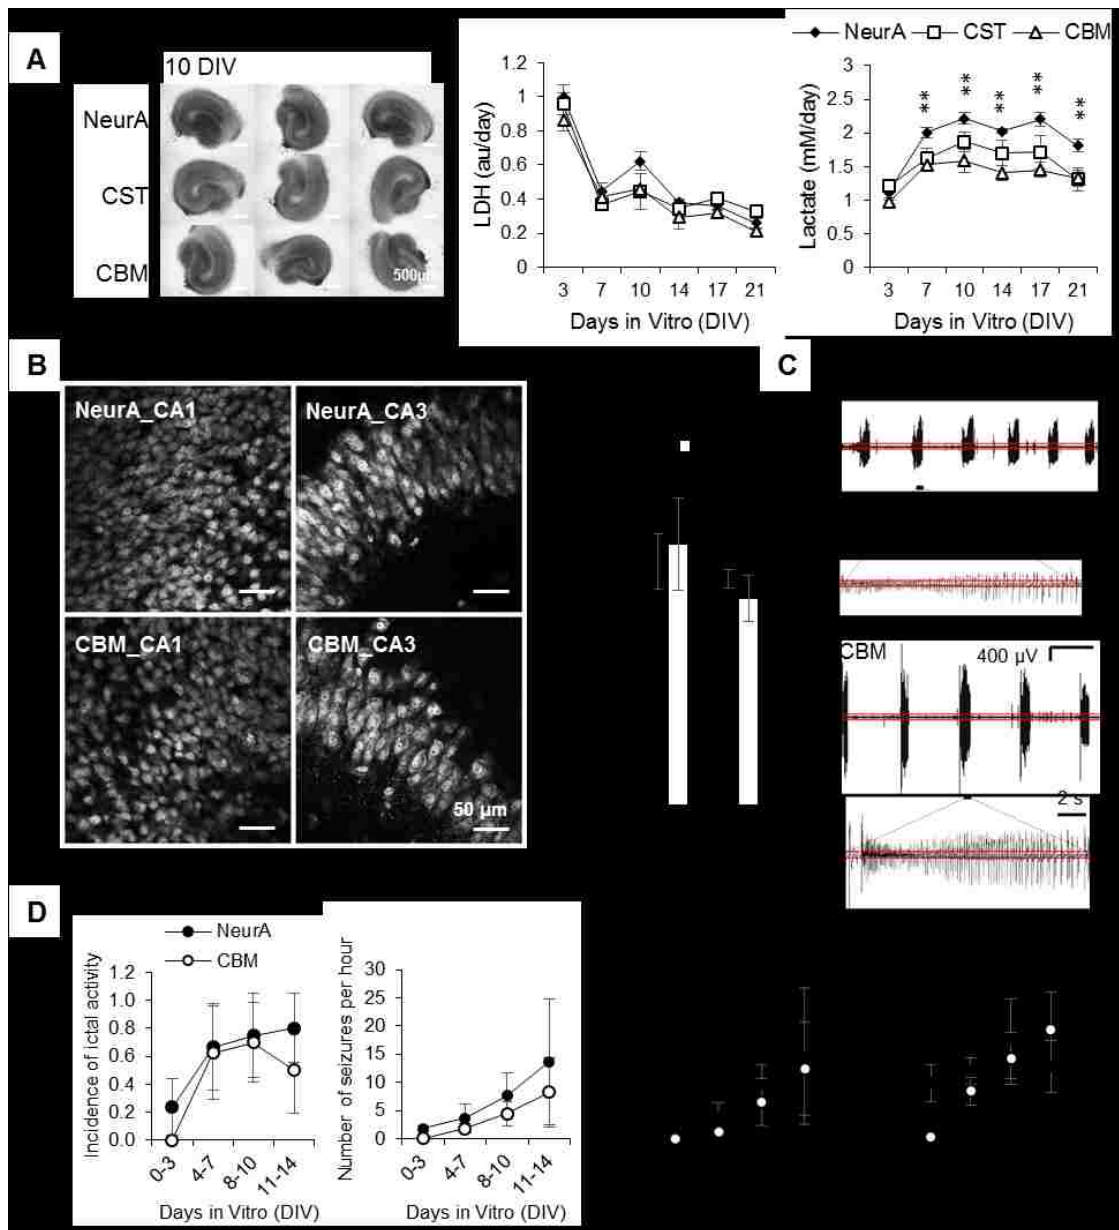 A
10 DIV
NeurA
CST
CBM
500µ
LDH (au/day)
1.2
1
0.8
0.6
0.4
0.2
0
3 7 10 14 17 21
Days in Vitro (DIV)
NeurA CST CBM
Lactate (mM/day)
3
2.5
2
1.5
1
0.5
0
** ** ** ** **
3 7 10 14 17 21
Days in Vitro (DIV)
B
NeurA_CA1
NeurA_CA3
CBM_CA1
CBM_CA3
50 µm
C
CBM
400 µV
2 s
D
NeurA
CBM
Incidence of ictal activity
1.2
1.0
0.8
0.6
0.4
0.2
0.0
0-3 4-7 8-10 11-14
Days in Vitro (DIV)
Number of seizures per hour
30
25
20
15
10
5
0
0-3 4-7 8-10 11-14
Days in Vitro (DIV)